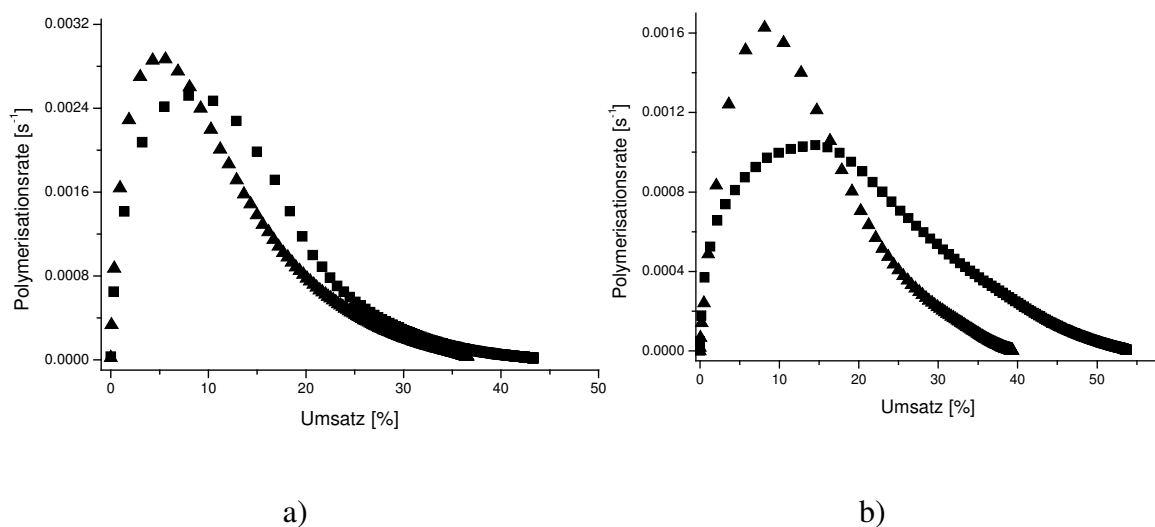 0.0032
0.0024
0.0016
0.0008
0.0000
Polymerisationsrate [s⁻¹]
0 10 20 30 40 50
Umsatz [%]
a)
0.0016
0.0012
0.0008
0.0004
0.0000
Polymerisationsrate [s⁻¹]
0 10 20 30 40 50
Umsatz [%]
b)